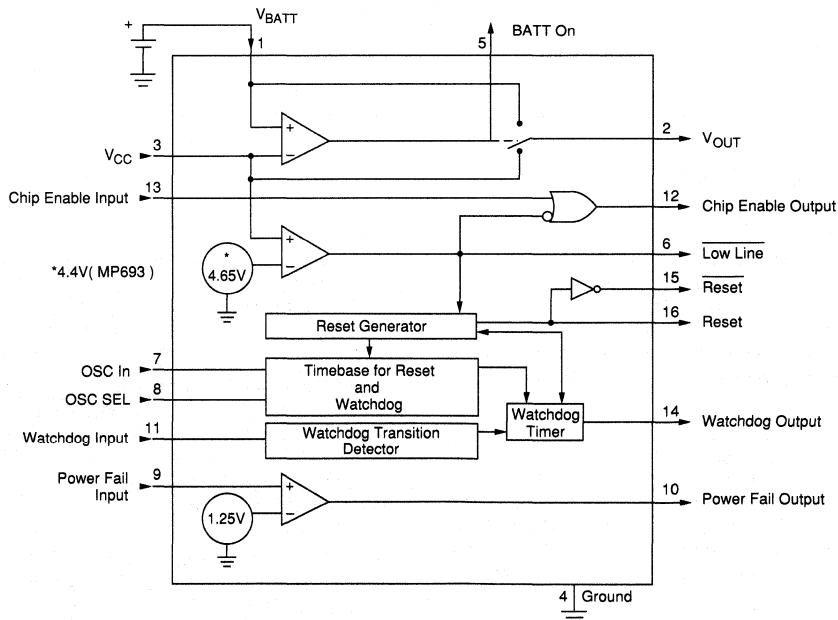 VBATT
+
1
5
BATT On
+
−
3
VCC
2
VOUT
13
Chip Enable Input
12
Chip Enable Output
+
−
6
Low Line
*4.4V( MP693 )
*
4.65V
15
Reset
16
Reset
Reset Generator
7
OSC In
8
OSC SEL
Timebase for Reset
and
Watchdog
11
Watchdog Input
Watchdog Transition
Detector
Watchdog
Timer
14
Watchdog Output
9
Power Fail
Input
+
−
1.25V
10
Power Fail Output
4
Ground